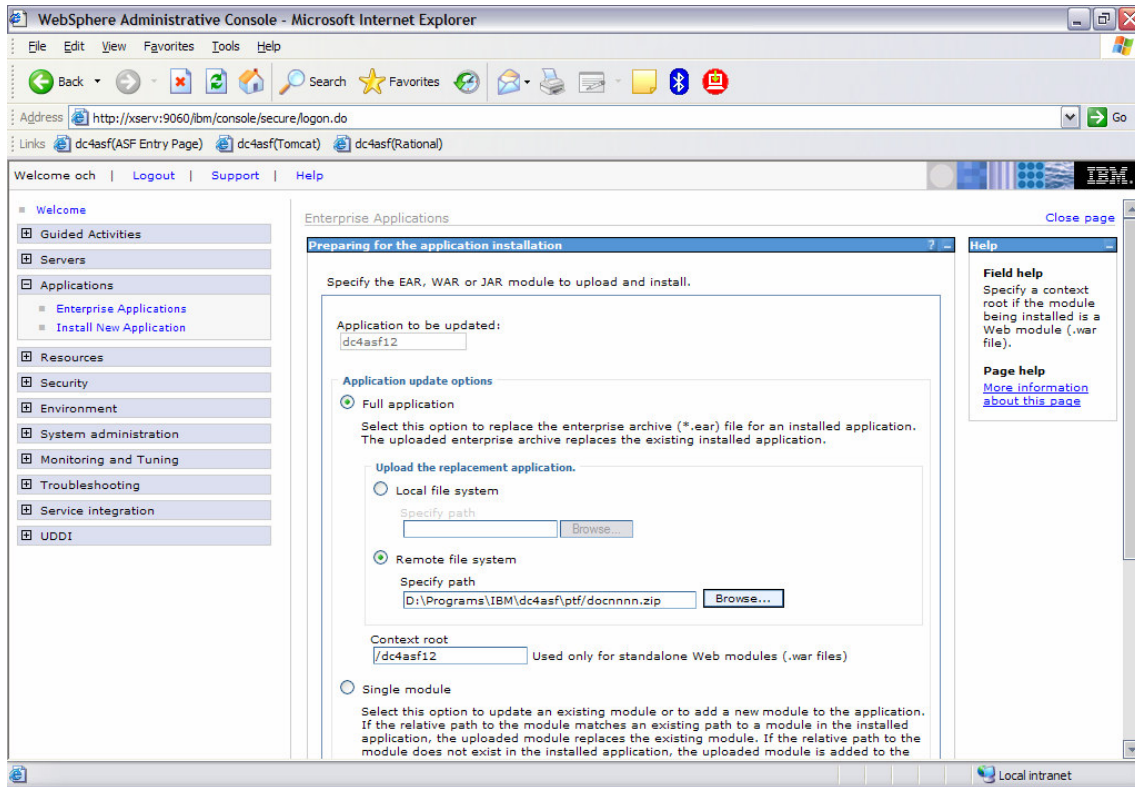 WebSphere Administrative Console - Microsoft Internet Explorer
File Edit View Favorites Tools Help
Back Search Favorites
Address http://xserv:9060/ibm/console/secure/logon.do Go
Links dc4asf(ASF Entry Page) dc4asf(Tomcat) dc4asf(Rational)
Welcome och | Logout | Support | Help IBM.
Welcome
Guided Activities
Servers
Applications
Enterprise Applications
Install New Application
Resources
Security
Environment
System administration
Monitoring and Tuning
Troubleshooting
Service integration
UDDI
Enterprise Applications
Close page
Preparing for the application installation ? -
Specify the EAR, WAR or JAR module to upload and install.
Application to be updated:
dc4asf12
Application update options
Full application
Select this option to replace the enterprise archive (*.ear) file for an installed application.
The uploaded enterprise archive replaces the existing installed application.
Upload the replacement application.
Local file system
Specify path
Browse...
Remote file system
Specify path
D:\Programs\IBM\dc4asf\ptf/docnnnn.zip Browse...
Context root
/dc4asf12 Used only for standalone Web modules (.war files)
Single module
Select this option to update an existing module or to add a new module to the application.
If the relative path to the module matches an existing path to a module in the installed
application, the uploaded module replaces the existing module. If the relative path to the
module does not exist in the installed application, the uploaded module is added to the
Help -
Field help
Specify a context
root if the module
being installed is a
Web module (.war
file).
Page help
More information
about this page
Local intranet